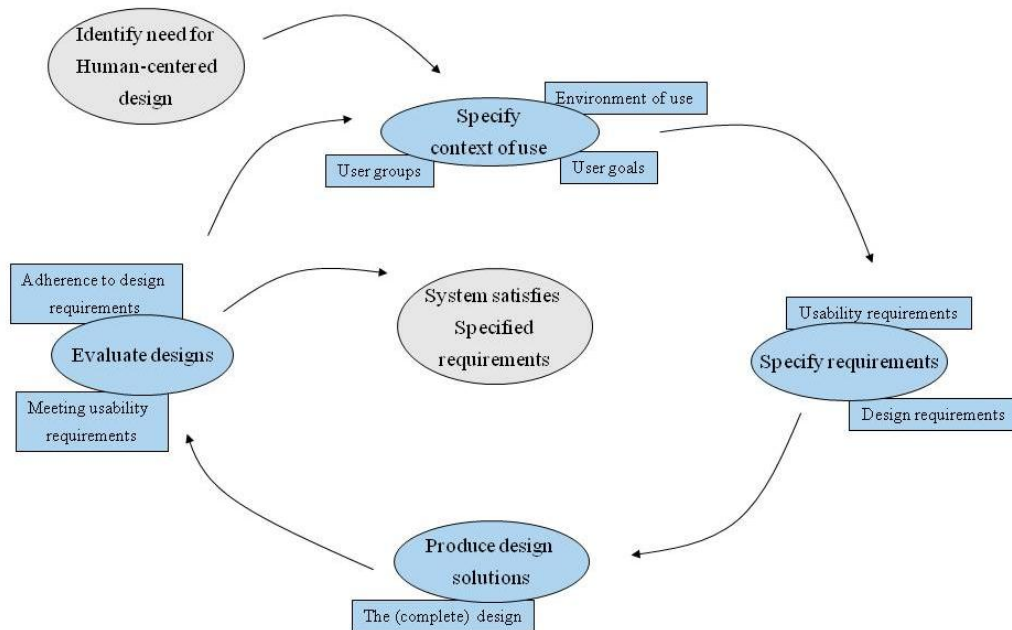 Identify need for
Human-centered
design
Environment of use
Specify
context of use
User groups
User goals
Adherence to design
requirements
Evaluate designs
Meeting usability
requirements
System satisfies
Specified
requirements
Usability requirements
Specify requirements
Design requirements
Produce design
solutions
The (complete) design